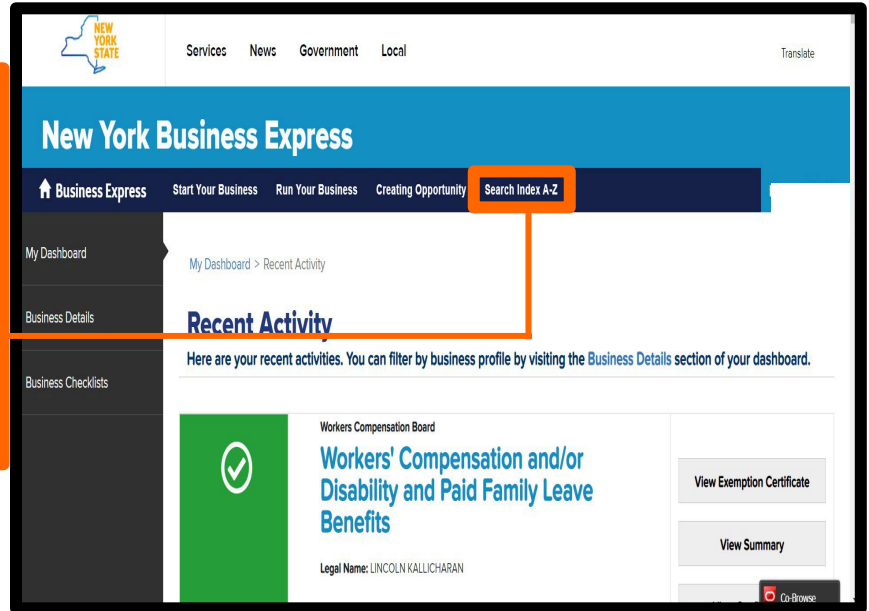 NEW
YORK
STATE
Services News Government Local
Translate
New York Business Express
Business Express Start Your Business Run Your Business Creating Opportunity Search Index A-Z
My Dashboard
Business Details
Business Checklists
My Dashboard > Recent Activity
Recent Activity
Here are your recent activities. You can filter by business profile by visiting the Business Details section of your dashboard.
Workers Compensation Board
Workers' Compensation and/or
Disability and Paid Family Leave
Benefits
Legal Name: LINCOLN KALLICHARAN
View Exemption Certificate
View Summary
Co-Browse